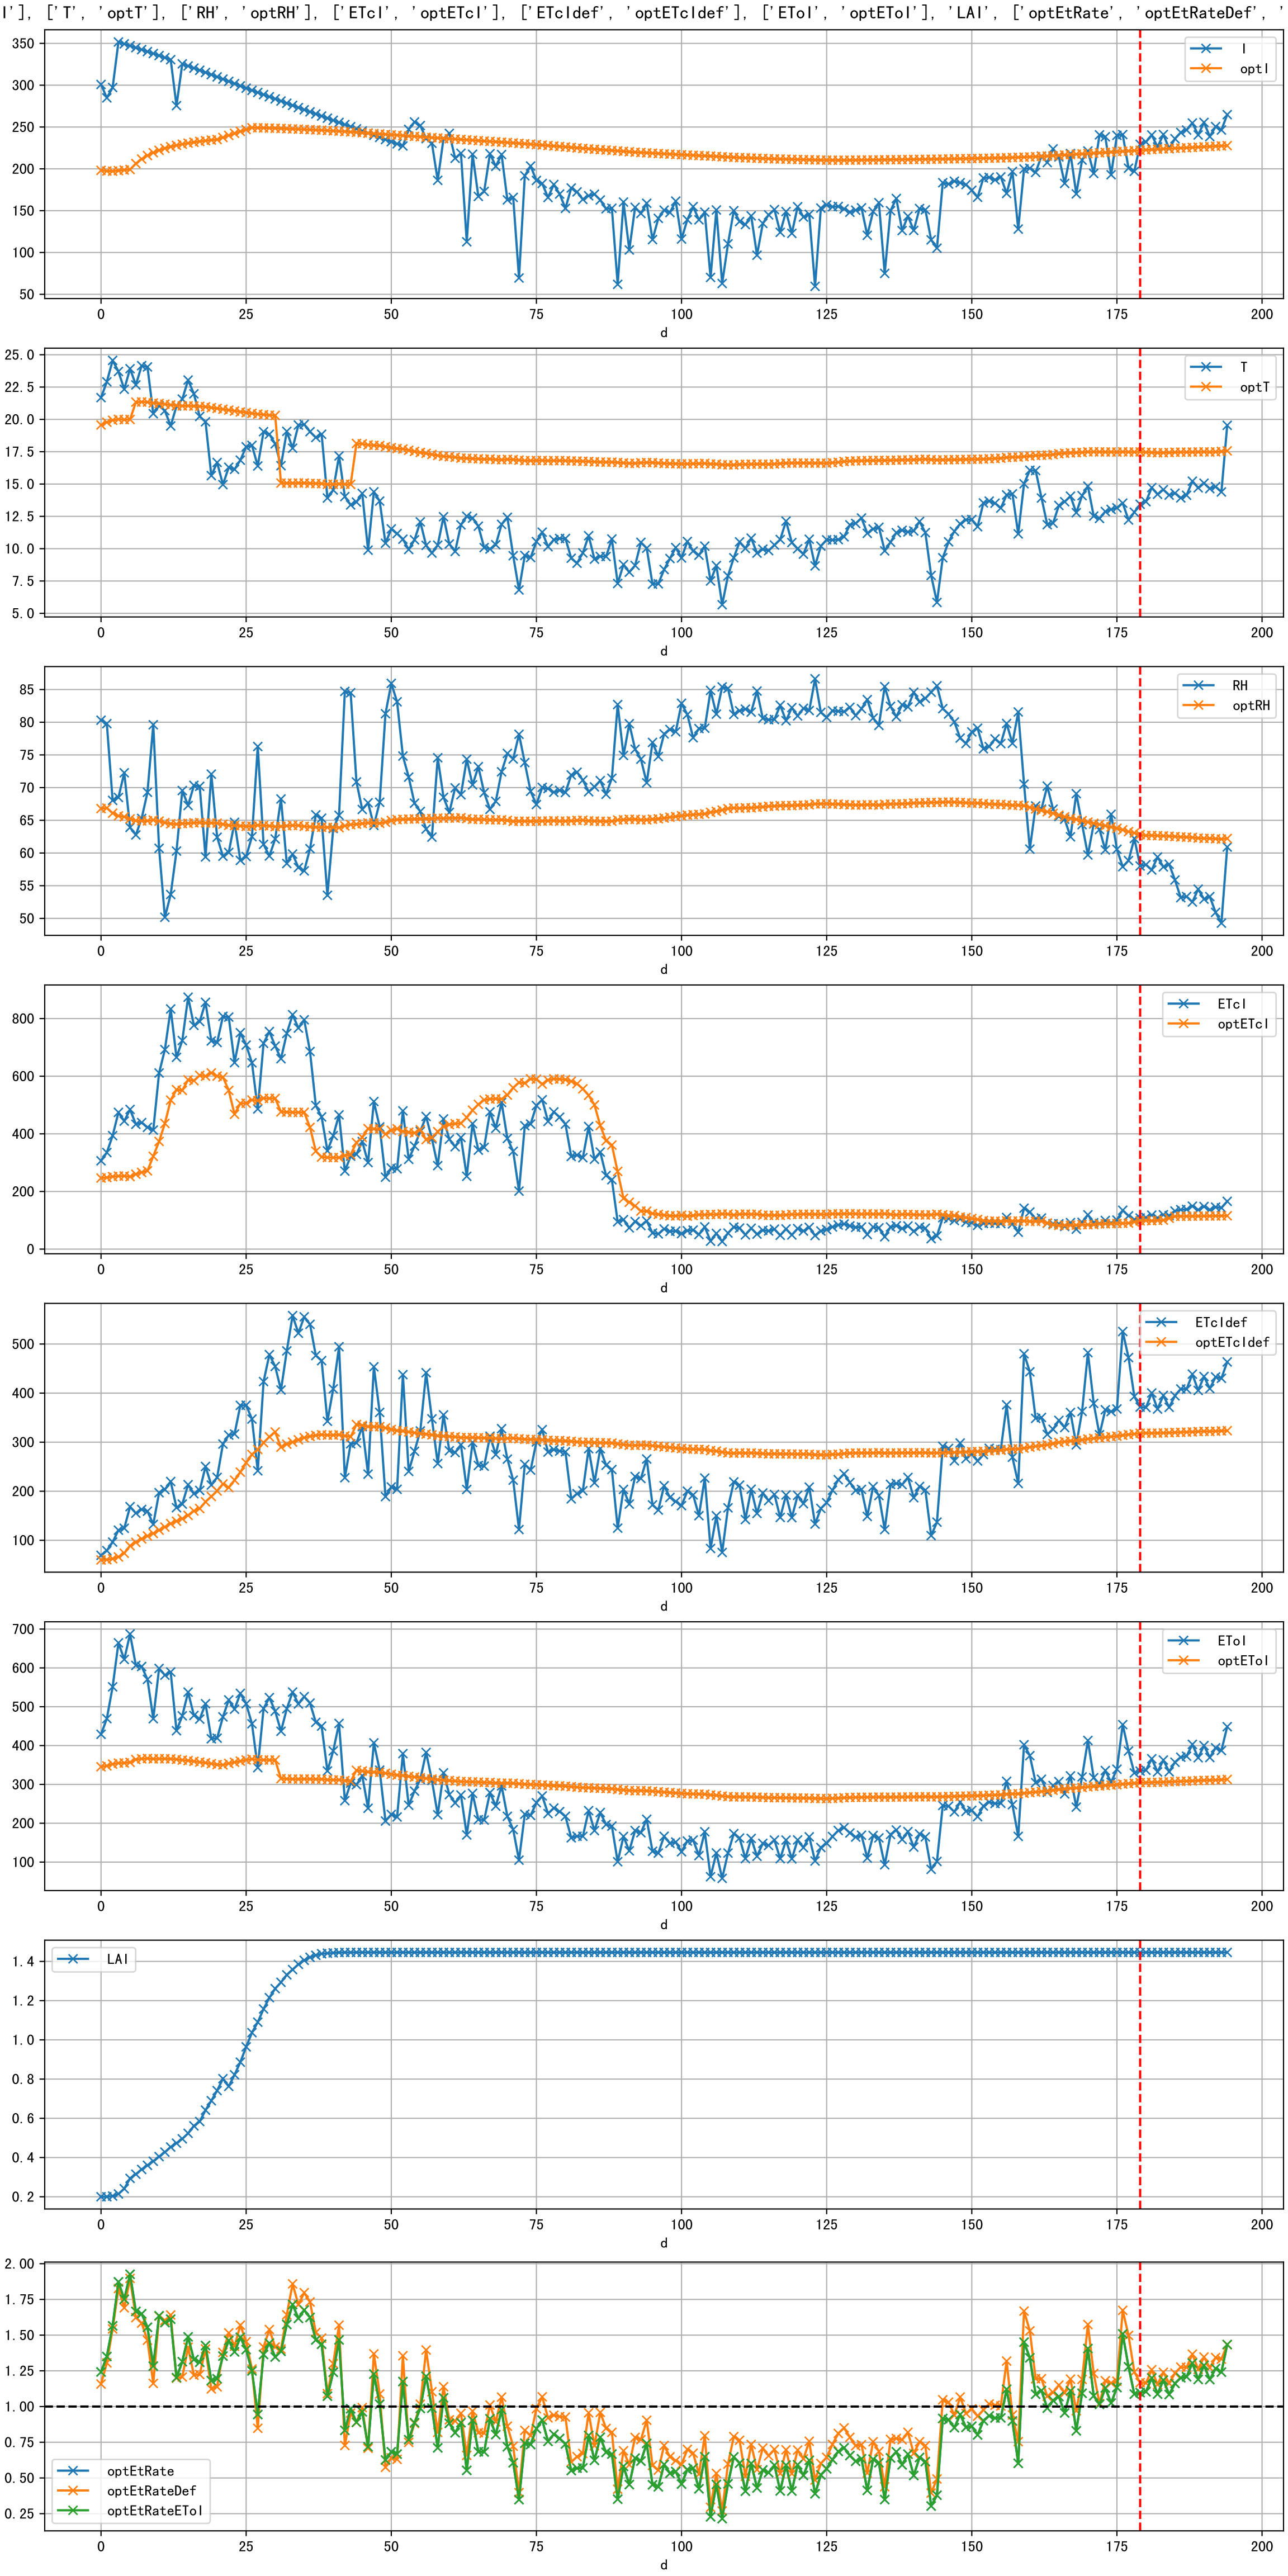 I'], ['T', 'optT'], ['RH', 'optRH'], ['ETcI', 'optETcI'], ['ETcIdef', 'optETcIdef'], ['EToI', 'optEToI'], 'LAI', ['optEtRate', 'optEtRateDef', '
350
300
250
200
150
100
50
I
optI
0 25 50 75 100 125 150 175 200
d
25.0
22.5
20.0
17.5
15.0
12.5
10.0
7.5
5.0
T
optT
0 25 50 75 100 125 150 175 200
d
85
80
75
70
65
60
55
50
RH
optRH
0 25 50 75 100 125 150 175 200
d
800
600
400
200
0
ETcI
optETcI
0 25 50 75 100 125 150 175 200
d
500
400
300
200
100
ETcIdef
optETcIdef
0 25 50 75 100 125 150 175 200
d
700
600
500
400
300
200
100
EToI
optEToI
0 25 50 75 100 125 150 175 200
d
1.4
1.2
1.0
0.8
0.6
0.4
0.2
LAI
0 25 50 75 100 125 150 175 200
d
2.00
1.75
1.50
1.25
1.00
0.75
0.50
0.25
optEtRate
optEtRateDef
optEtRateEToI
0 25 50 75 100 125 150 175 200
d